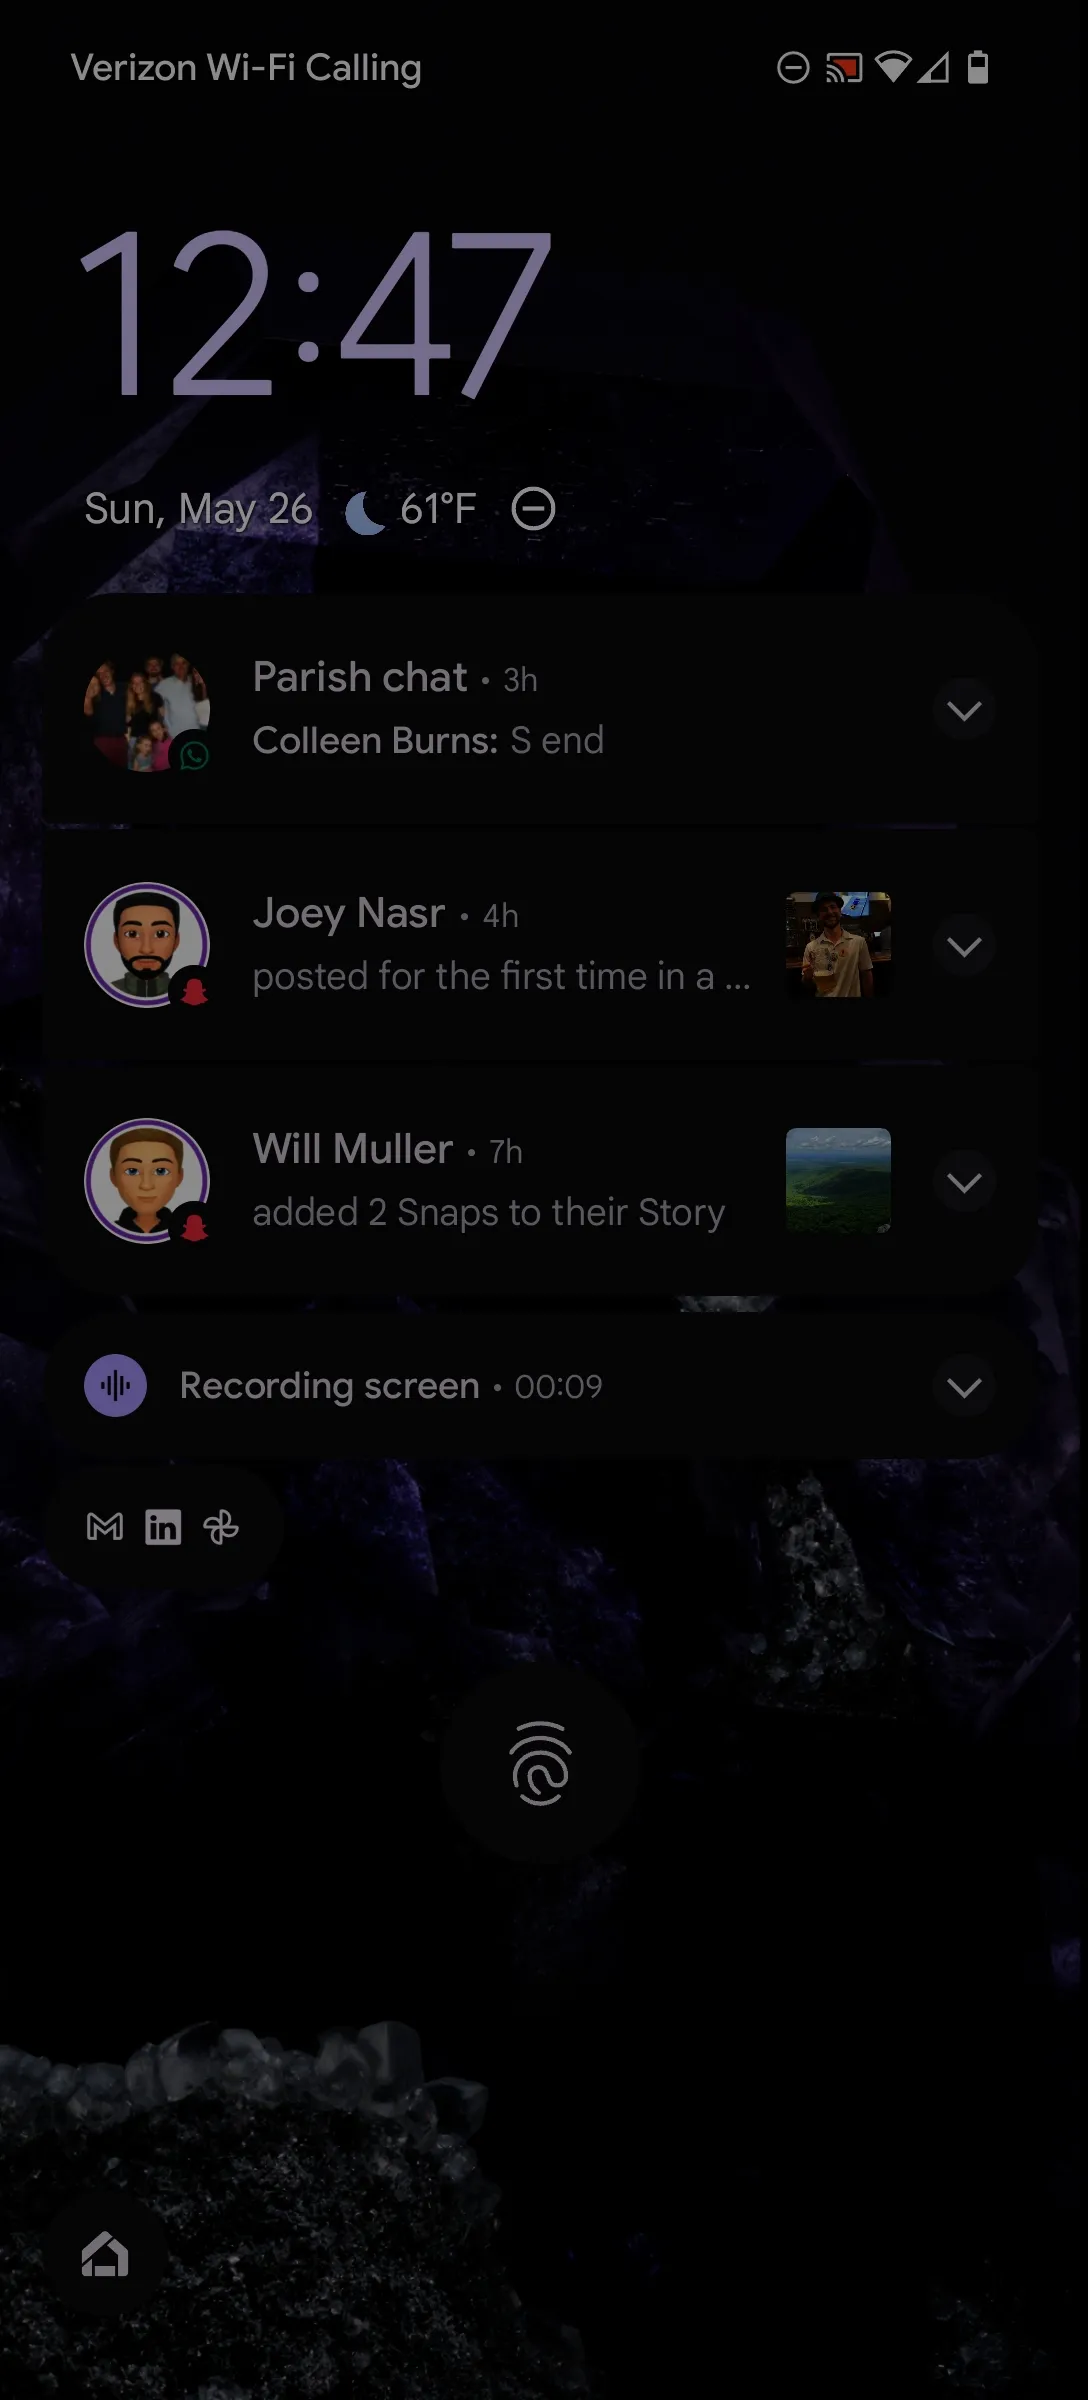 Verizon Wi-Fi Calling
12:47
Sun, May 26 61°F
Parish chat • 3h
Colleen Burns: S end
Joey Nasr • 4h
posted for the first time in a ...
Will Muller • 7h
added 2 Snaps to their Story
Recording screen • 00:09
in